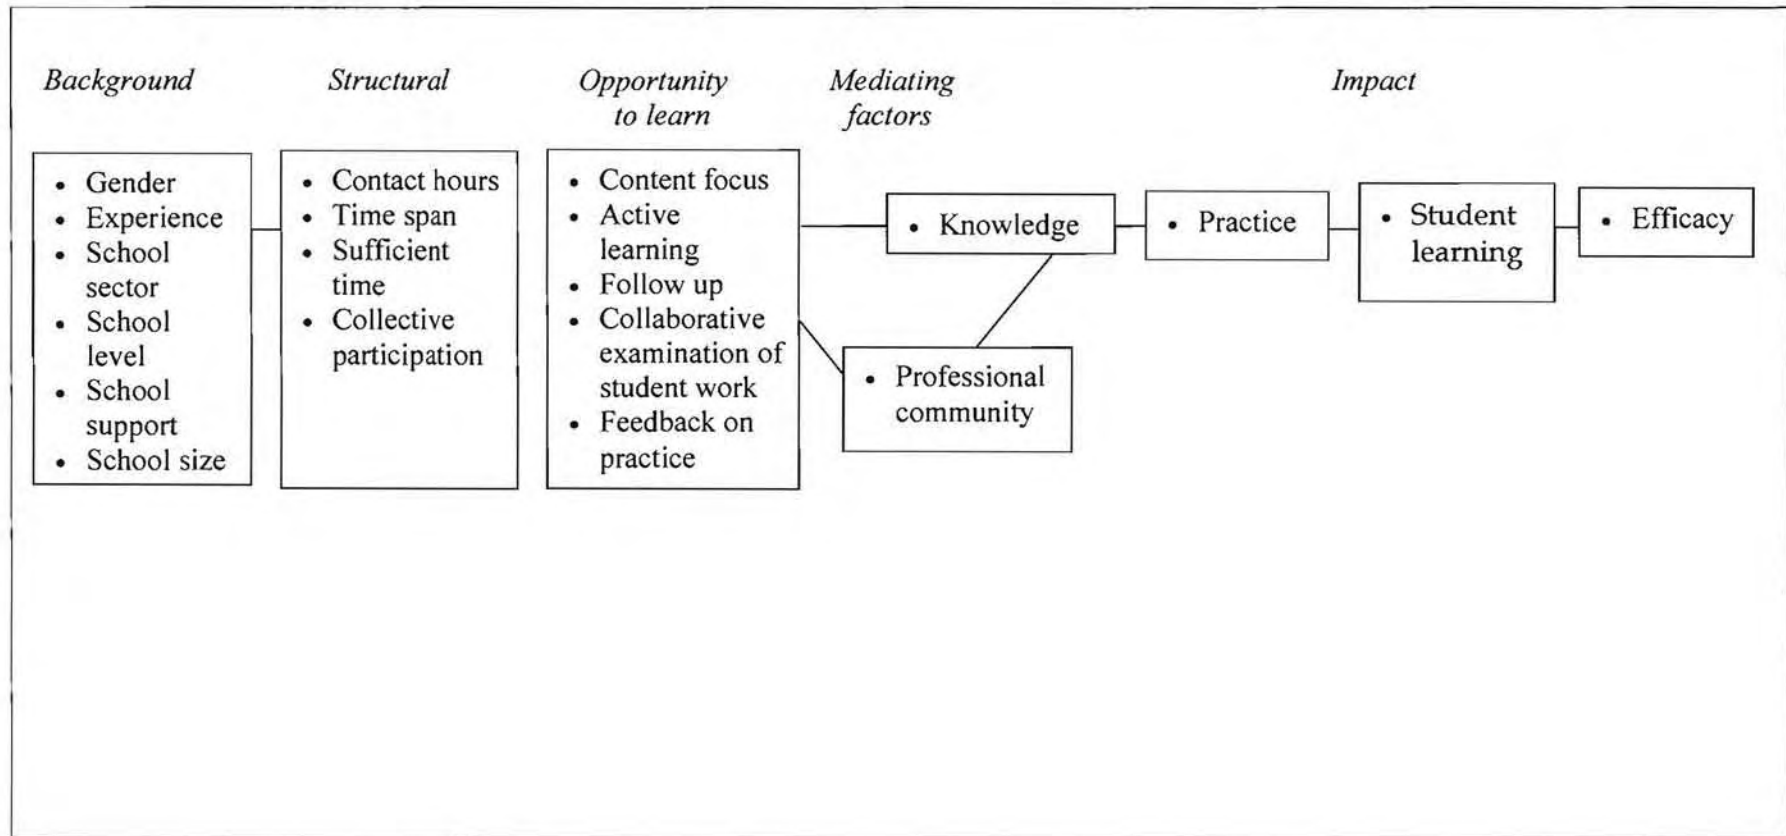 Background
Structural
Opportunity
to learn
Mediating
factors
Impact
• Gender
• Experience
• School
sector
• School
level
• School
support
• School size
• Contact hours
• Time span
• Sufficient
time
• Collective
participation
• Content focus
• Active
learning
• Follow up
• Collaborative
examination of
student work
• Feedback on
practice
• Knowledge
• Professional
community
• Practice
• Student
learning
• Efficacy